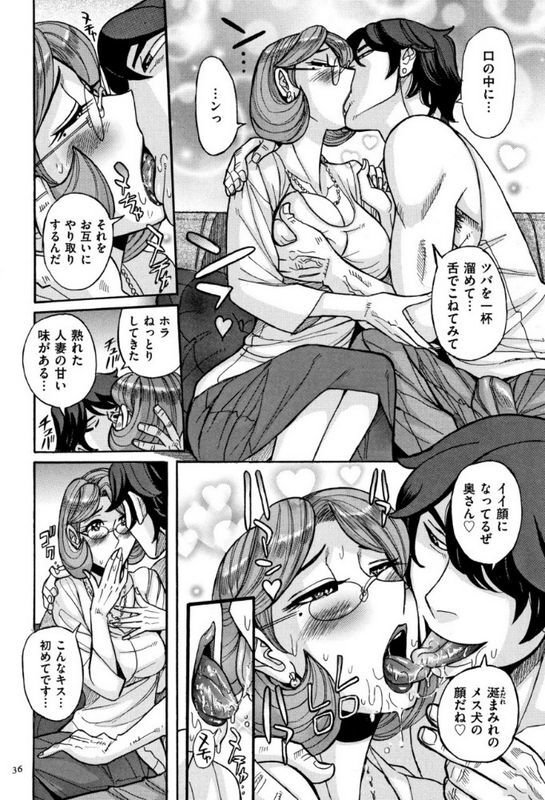 口の中に…
ツバを一杯
溜めて…
舌でこねてみて
…ンっ
それを
お互いに
やり取り
するんだ
ホラ
ねっとり
してきた
熟れた
人妻の甘い
味がある…
イイ顔に
なってるぜ
奥さん♡
涎まみれの
よだれ
メス犬の
顔だね♡
こんなキス…
初めてです…
36